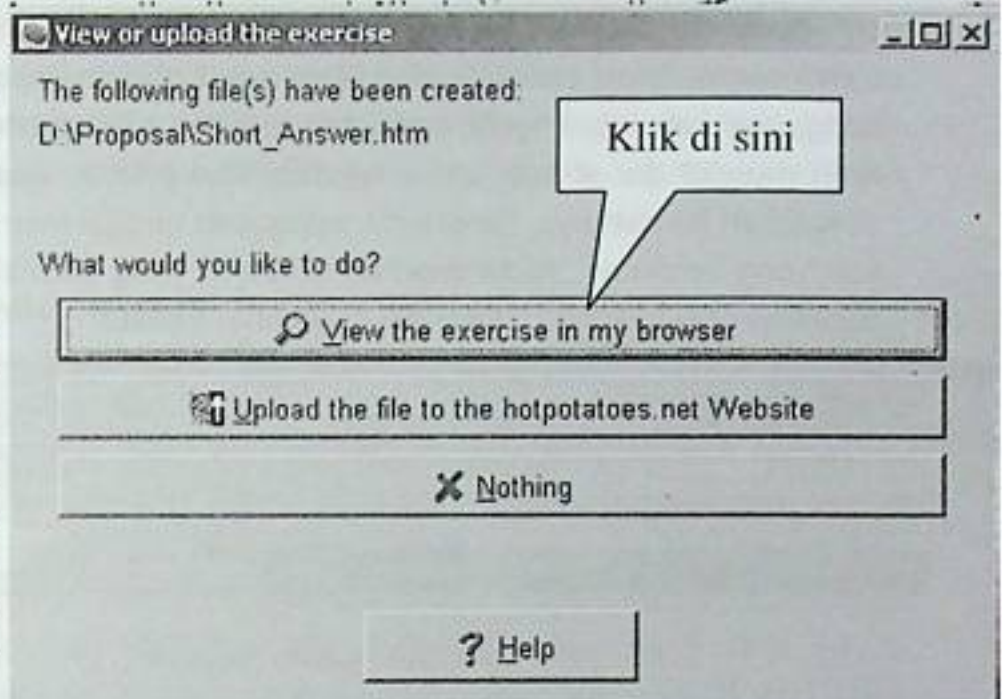 View or upload the exercise
The following file(s) have been created:
D:\Proposal\Short_Answer.htm
Klik di sini
What would you like to do?
View the exercise in my browser
Upload the file to the hotpotatoes.net Website
Nothing
? Help